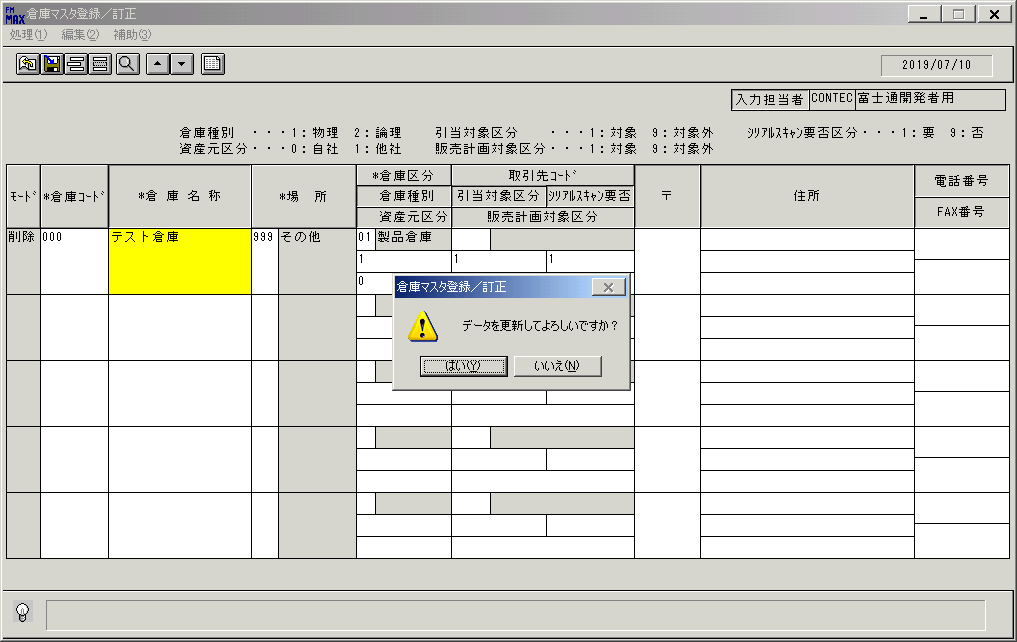 FM MAX 倉庫マスタ登録／訂正
処理(1) 編集(2) 補助(3)
2019/07/10
入力担当者 CONTEC 富士通開発者用
倉庫種別 ・・・1：物理 2：論理 引当対象区分 ・・・1：対象 9：対象外 ｼﾘｱﾙｽｷｬﾝ要否区分・・・1：要 9：否
資産元区分・・・0：自社 1：他社 販売計画対象区分・・・1：対象 9：対象外
ﾓｰﾄﾞ *倉庫ｺｰﾄﾞ *倉 庫 名 称 *場 所 *倉庫区分 取引先ｺｰﾄﾞ 〒 住所 電話番号
倉庫種別 引当対象区分 ｼﾘｱﾙｽｷｬﾝ要否
資産元区分 販売計画対象区分 FAX番号
削除 000 テスト倉庫 999 その他 01 製品倉庫
1 1 1
0
倉庫マスタ登録／訂正
データを更新してよろしいですか？
はい(Y) いいえ(N)